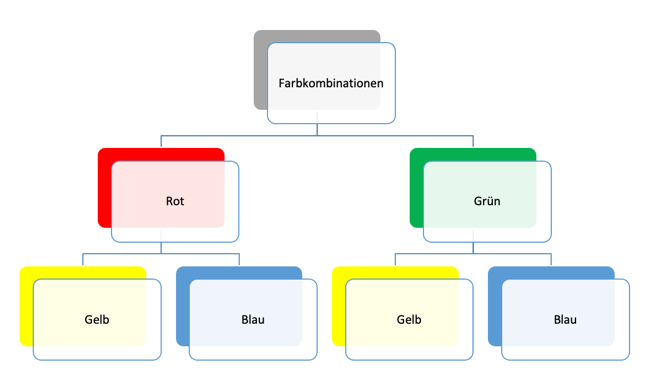 Farbkombinationen
Rot
Grün
Gelb
Blau
Gelb
Blau